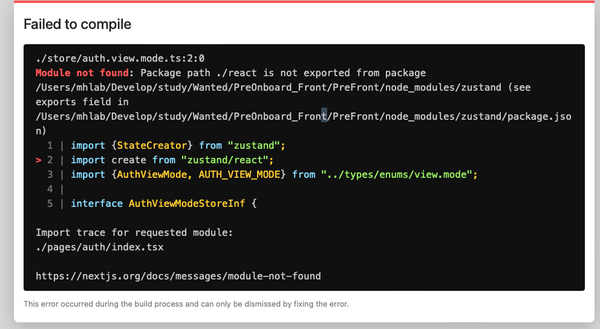 Failed to compile
./store/auth.view.mode.ts:2:0
Module not found: Package path ./react is not exported from package
/Users/mhlab/Develop/study/Wanted/PreOnboard_Front/PreFront/node_modules/zustand (see
exports field in
/Users/mhlab/Develop/study/Wanted/PreOnboard_Front/PreFront/node_modules/zustand/package.jso
n)
1 | import {StateCreator} from "zustand";
> 2 | import create from "zustand/react";
3 | import {AuthViewMode, AUTH_VIEW_MODE} from "../types/enums/view.mode";
4 |
5 | interface AuthViewModeStoreInf {
Import trace for requested module:
./pages/auth/index.tsx
https://nextjs.org/docs/messages/module-not-found
This error occurred during the build process and can only be dismissed by fixing the error.